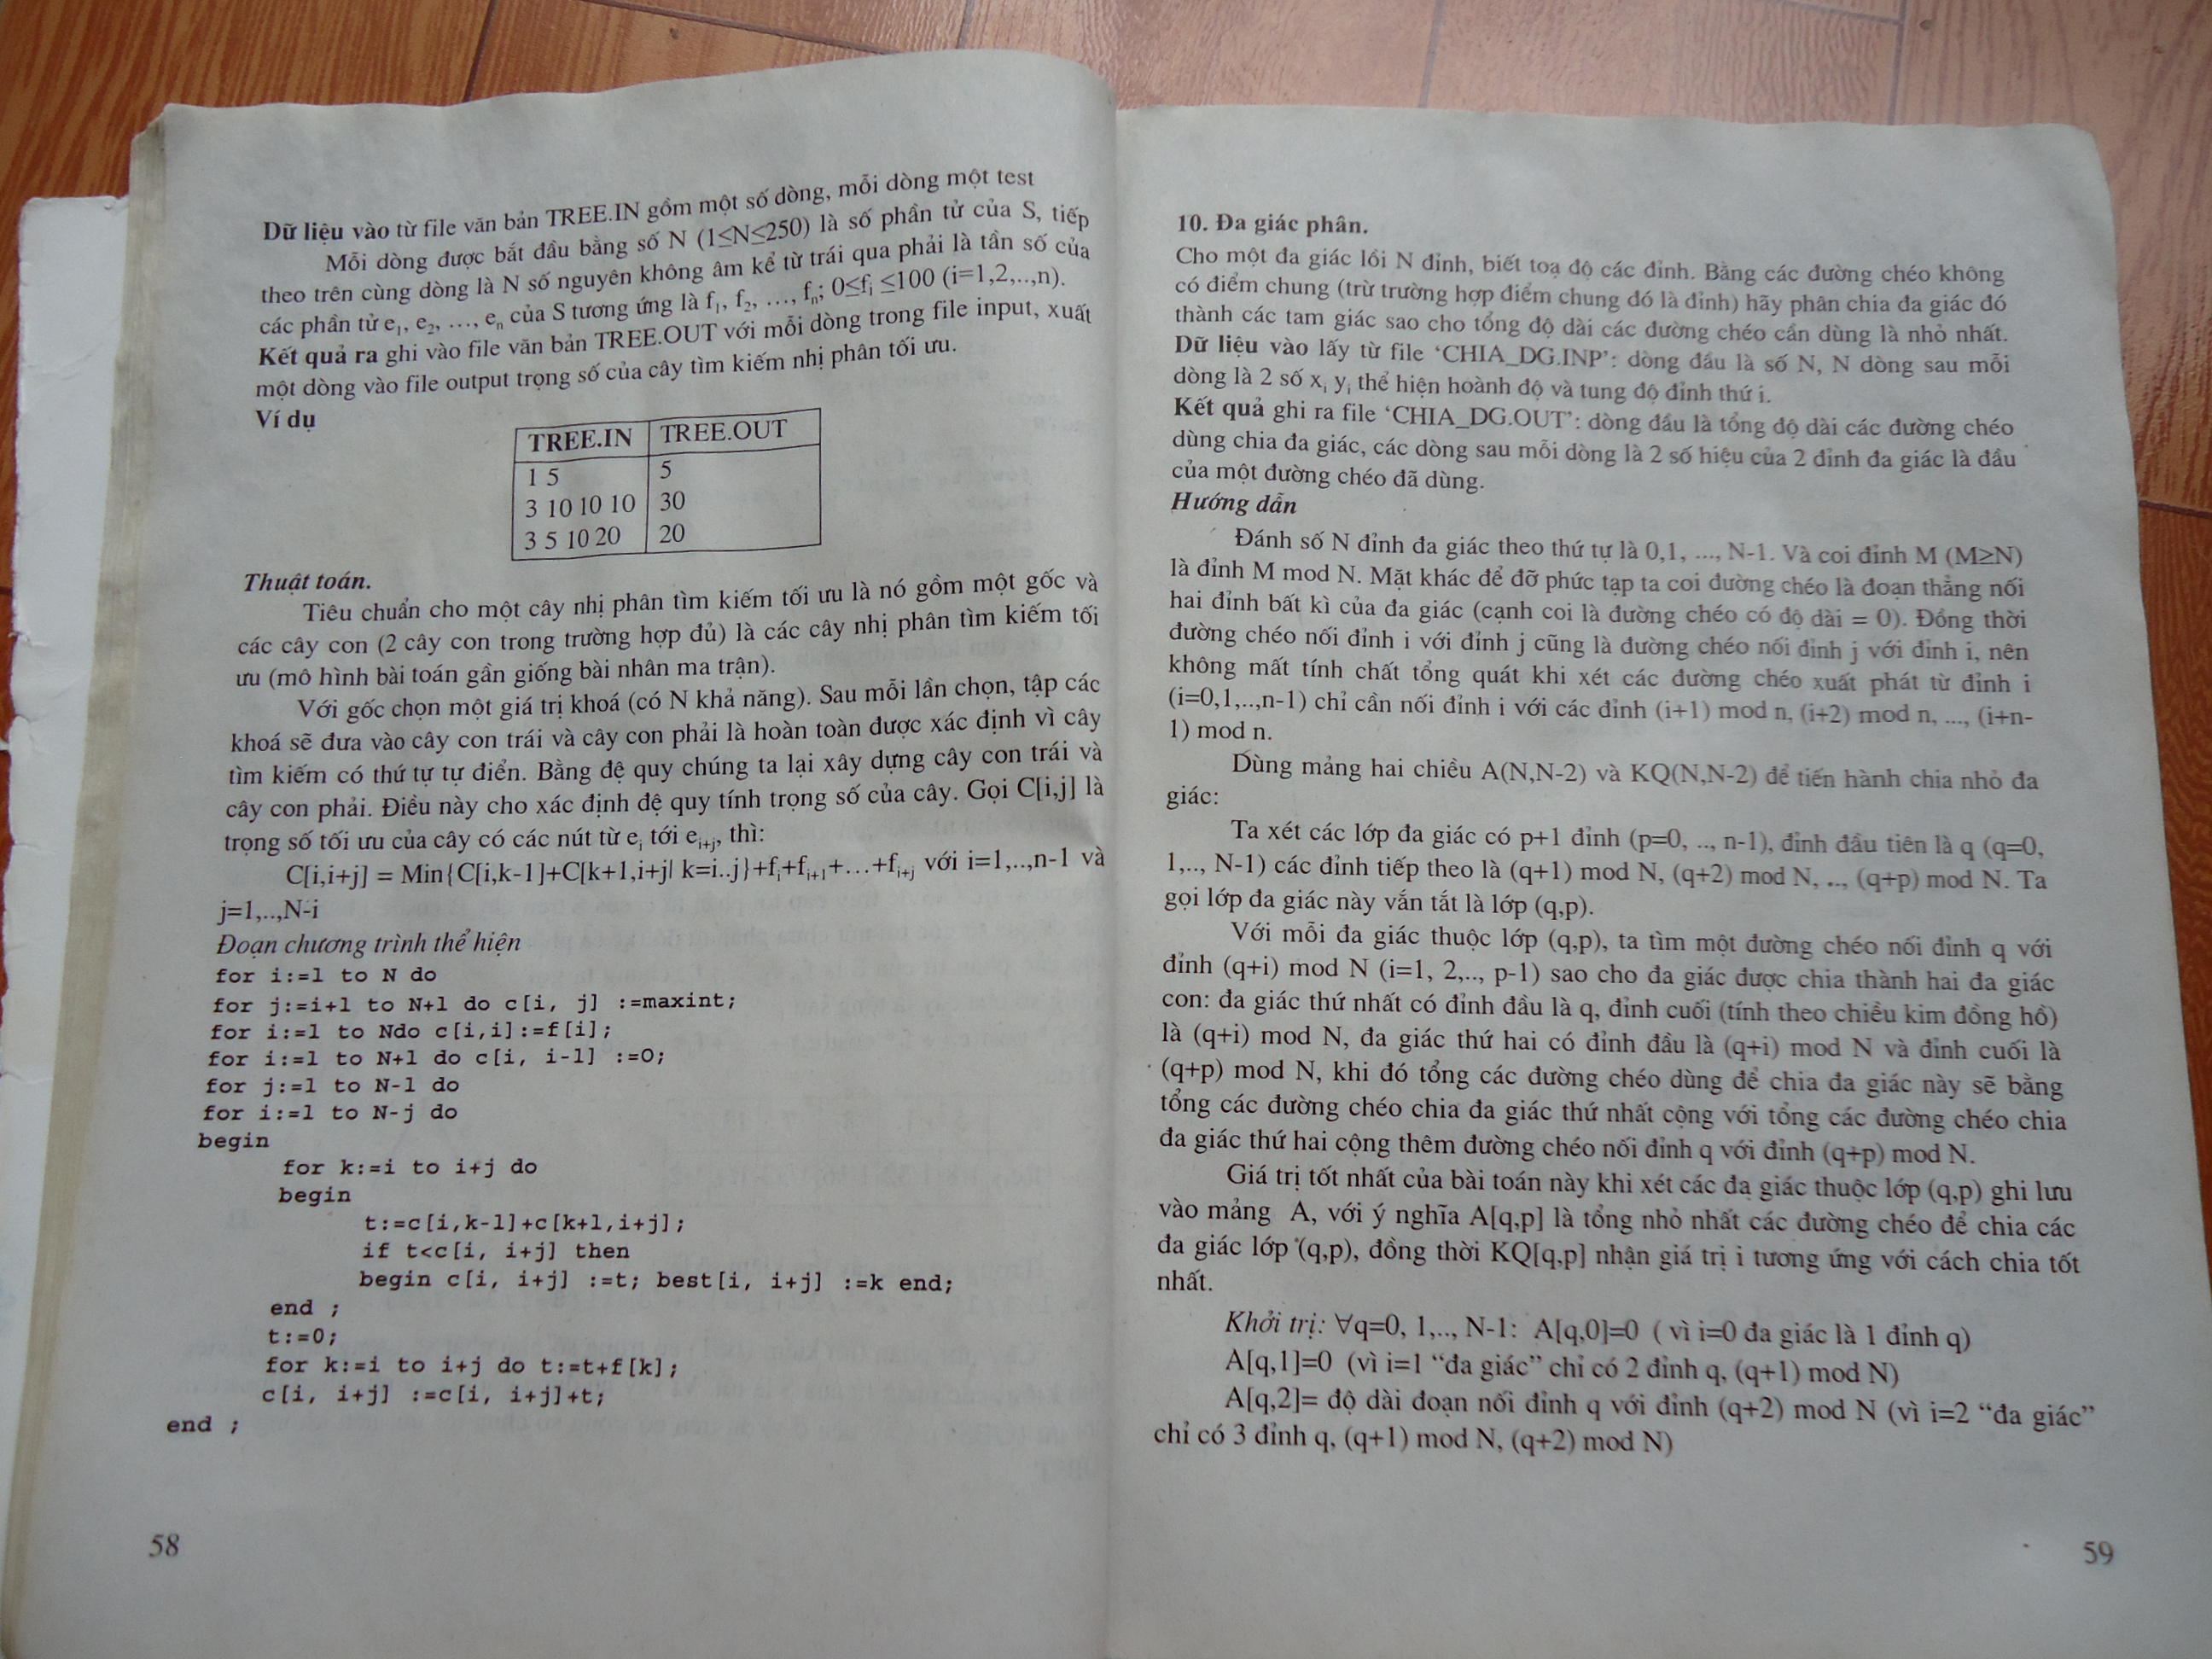 Dữ liệu vào từ file văn bản TREE.IN gồm một số dòng, mỗi dòng một test
Mỗi dòng được bắt đầu bằng số N (1≤N≤250) là số phần tử của S, tiếp
theo trên cùng dòng là N số nguyên không âm kể từ trái qua phải là tần số của
các phần tử e₁, e₂, …, eₙ của S tương ứng là f₁, f₂, …, fₙ; 0≤fᵢ ≤100 (i=1,2,..,n).
Kết quả ra ghi vào file văn bản TREE.OUT với mỗi dòng trong file input, xuất
một dòng vào file output trọng số của cây tìm kiếm nhị phân tối ưu.
Ví dụ
TREE.IN TREE.OUT
1 5 5
3 10 10 10 30
3 5 10 20 20
Thuật toán.
Tiêu chuẩn cho một cây nhị phân tìm kiếm tối ưu là nó gồm một gốc và
các cây con (2 cây con trong trường hợp đủ) là các cây nhị phân tìm kiếm tối
ưu (mô hình bài toán gần giống bài nhân ma trận).
Với gốc chọn một giá trị khoá (có N khả năng). Sau mỗi lần chọn, tập các
khoá sẽ đưa vào cây con trái và cây con phải là hoàn toàn được xác định vì cây
tìm kiếm có thứ tự tự điển. Bằng đệ quy chúng ta lại xây dựng cây con trái và
cây con phải. Điều này cho xác định đệ quy tính trọng số của cây. Gọi C[i,j] là
trọng số tối ưu của cây có các nút từ eᵢ tới eᵢ₊ⱼ, thì:
C[i,i+j] = Min{C[i,k-1]+C[k+1,i+j| k=i..j}+fᵢ+fᵢ₊₁+…+fᵢ₊ⱼ với i=1,..,n-1 và
j=1,..,N-i
Đoạn chương trình thể hiện
for i:=1 to N do
for j:=i+1 to N+1 do c[i, j] :=maxint;
for i:=1 to Ndo c[i,i]:=f[i];
for i:=1 to N+1 do c[i, i-1] :=0;
for j:=1 to N-1 do
for i:=1 to N-j do
begin
for k:=i to i+j do
begin
t:=c[i,k-1]+c[k+1,i+j];
if t<c[i, i+j] then
begin c[i, i+j] :=t; best[i, i+j] :=k end;
end ;
t:=0;
for k:=i to i+j do t:=t+f[k];
c[i, i+j] :=c[i, i+j]+t;
end ;
58
10. Đa giác phân.
Cho một đa giác lồi N đỉnh, biết toạ độ các đỉnh. Bằng các đường chéo không
có điểm chung (trừ trường hợp điểm chung đó là đỉnh) hãy phân chia đa giác đó
thành các tam giác sao cho tổng độ dài các đường chéo cần dùng là nhỏ nhất.
Dữ liệu vào lấy từ file ‘CHIA_DG.INP’: dòng đầu là số N, N dòng sau mỗi
dòng là 2 số xᵢ yᵢ thể hiện hoành độ và tung độ đỉnh thứ i.
Kết quả ghi ra file ‘CHIA_DG.OUT’: dòng đầu là tổng độ dài các đường chéo
dùng chia đa giác, các dòng sau mỗi dòng là 2 số hiệu của 2 đỉnh đa giác là đầu
của một đường chéo đã dùng.
Hướng dẫn
Đánh số N đỉnh đa giác theo thứ tự là 0,1, ..., N-1. Và coi đỉnh M (M≥N)
là đỉnh M mod N. Mặt khác để đỡ phức tạp ta coi đường chéo là đoạn thẳng nối
hai đỉnh bất kì của đa giác (cạnh coi là đường chéo có độ dài = 0). Đồng thời
đường chéo nối đỉnh i với đỉnh j cũng là đường chéo nối đỉnh j với đỉnh i, nên
không mất tính chất tổng quát khi xét các đường chéo xuất phát từ đỉnh i
(i=0,1,..,n-1) chỉ cần nối đỉnh i với các đỉnh (i+1) mod n, (i+2) mod n, ..., (i+n-
1) mod n.
Dùng mảng hai chiều A(N,N-2) và KQ(N,N-2) để tiến hành chia nhỏ đa
giác:
Ta xét các lớp đa giác có p+1 đỉnh (p=0, .., n-1), đỉnh đầu tiên là q (q=0,
1,.., N-1) các đỉnh tiếp theo là (q+1) mod N, (q+2) mod N, .., (q+p) mod N. Ta
gọi lớp đa giác này vắn tắt là lớp (q,p).
Với mỗi đa giác thuộc lớp (q,p), ta tìm một đường chéo nối đỉnh q với
đỉnh (q+i) mod N (i=1, 2,.., p-1) sao cho đa giác được chia thành hai đa giác
con: đa giác thứ nhất có đỉnh đầu là q, đỉnh cuối (tính theo chiều kim đồng hồ)
là (q+i) mod N, đa giác thứ hai có đỉnh đầu là (q+i) mod N và đỉnh cuối là
(q+p) mod N, khi đó tổng các đường chéo dùng để chia đa giác này sẽ bằng
tổng các đường chéo chia đa giác thứ nhất cộng với tổng các đường chéo chia
đa giác thứ hai cộng thêm đường chéo nối đỉnh q với đỉnh (q+p) mod N.
Giá trị tốt nhất của bài toán này khi xét các đa giác thuộc lớp (q,p) ghi lưu
vào mảng A, với ý nghĩa A[q,p] là tổng nhỏ nhất các đường chéo để chia các
đa giác lớp (q,p), đồng thời KQ[q,p] nhận giá trị i tương ứng với cách chia tốt
nhất.
Khởi trị: ∀q=0, 1,.., N-1: A[q,0]=0 ( vì i=0 đa giác là 1 đỉnh q)
A[q,1]=0 (vì i=1 “đa giác” chỉ có 2 đỉnh q, (q+1) mod N)
A[q,2]= độ dài đoạn nối đỉnh q với đỉnh (q+2) mod N (vì i=2 “đa giác”
chỉ có 3 đỉnh q, (q+1) mod N, (q+2) mod N)
59